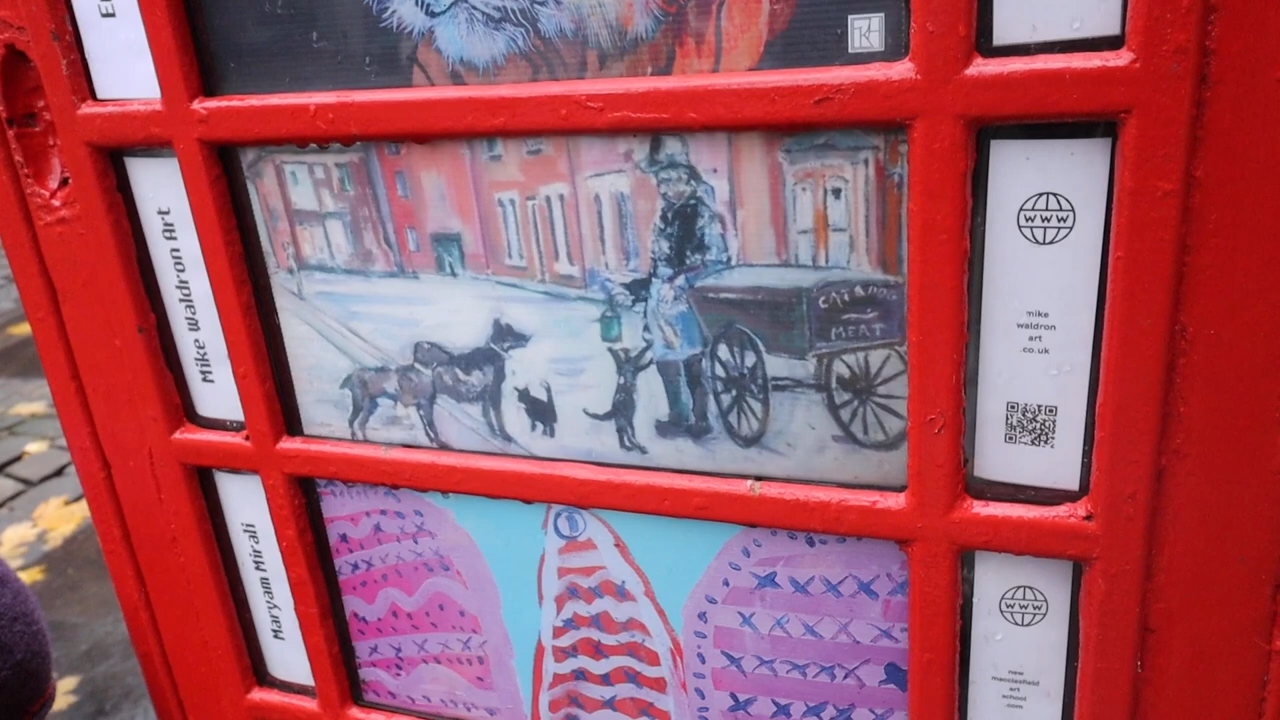 Mike Waldron Art
CAT & DOG
MEAT
www
mike
waldron
art
.co.uk
Maryam Mirali
www
new
macclesfield
art
school
.com